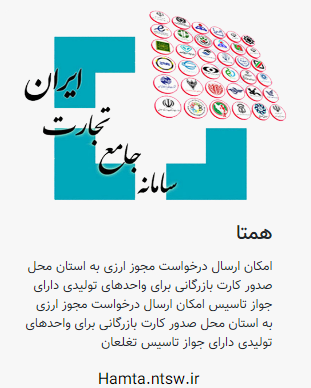 سامانه جامع تجارت ایران
همتا
امکان ارسال درخواست مجوز ارزی به استان محل
صدور کارت بازرگانی برای واحدهای تولیدی دارای
جواز تاسیس امکان ارسال درخواست مجوز ارزی
به استان محل صدور کارت بازرگانی برای واحدهای
تولیدی دارای جواز تاسیس تغلعان
Hamta.ntsw.ir